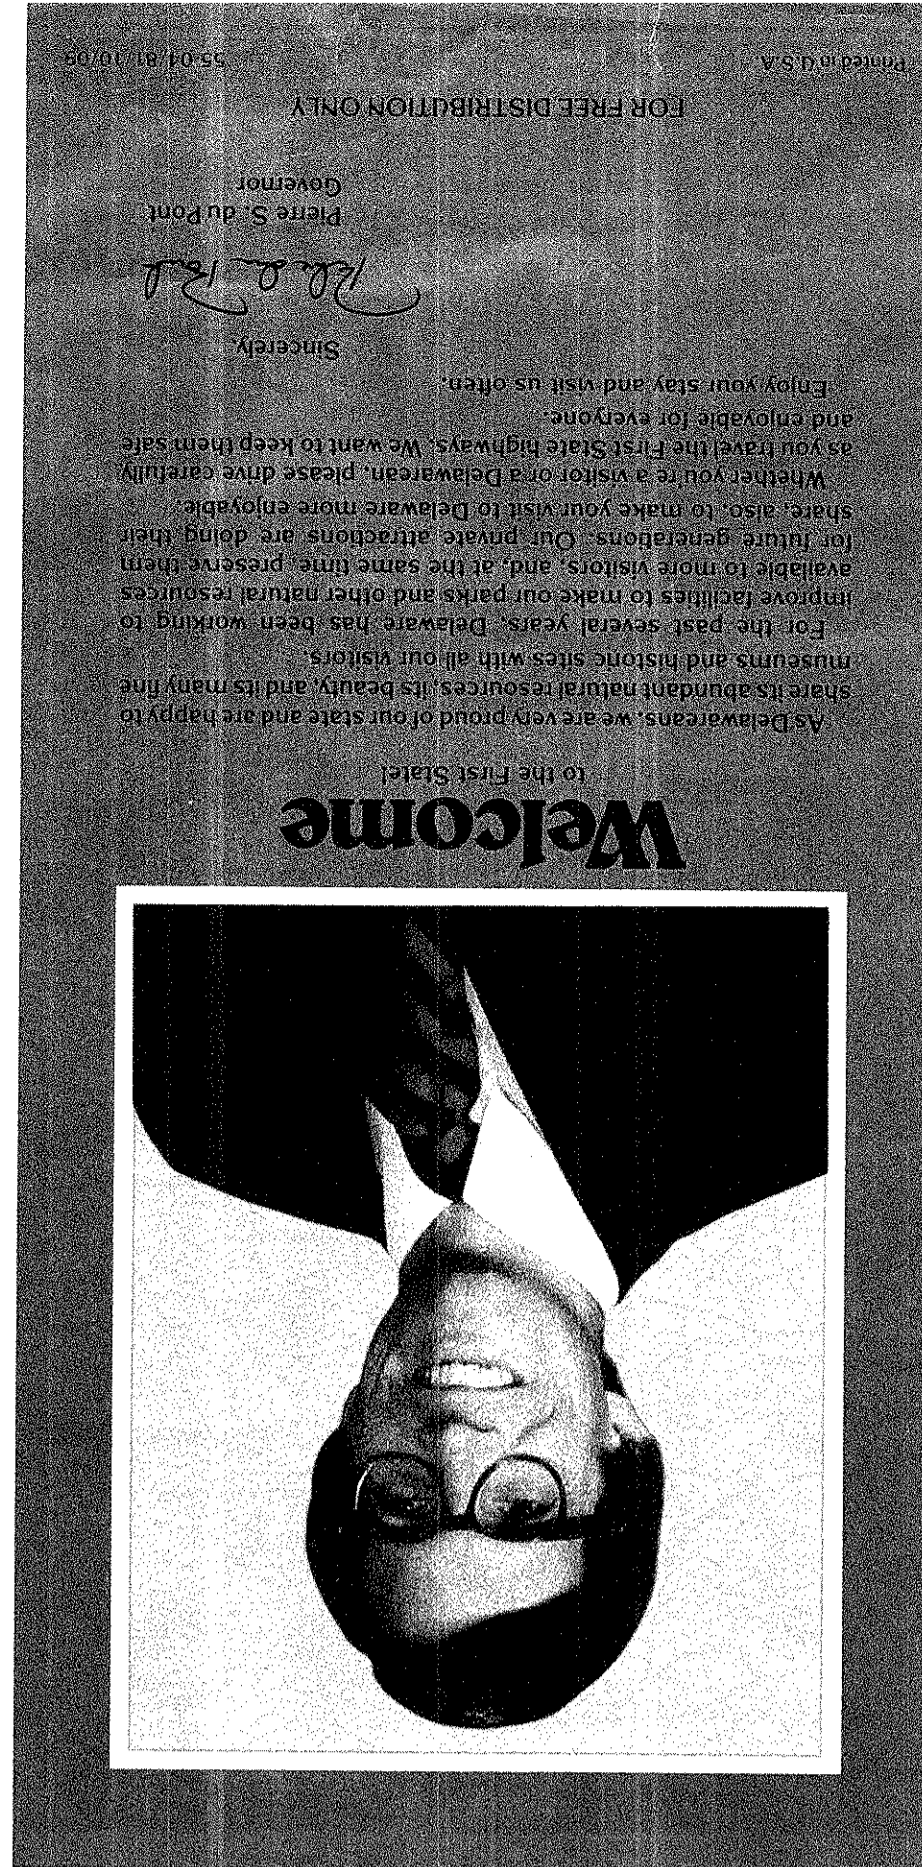 Welcome
to the First State!
As Delawareans, we are very proud of our state and are happy to
share its abundant natural resources, its beauty, and its many fine
museums and historic sites with all our visitors.
For the past several years, Delaware has been working to
improve facilities to make our parks and other natural resources
available to more visitors, and, at the same time, preserve them
for future generations. Our private attractions are doing their
share, also, to make your visit to Delaware more enjoyable.
Whether you're a visitor or a Delawarean, please drive carefully
as you travel the First State highways. We want to keep them safe
and enjoyable for everyone.
Enjoy your stay and visit us often.
Sincerely,
Pierre S. du Pont
Governor
FOR FREE DISTRIBUTION ONLY
Printed in U.S.A.
55-04/81/10/09